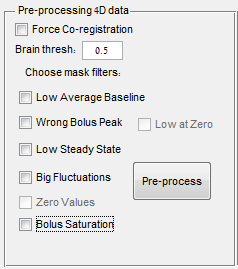 Pre-processing 4D data
Force Co-registration
Brain thresh: 0.5
Choose mask filters:
Low Average Baseline
Wrong Bolus Peak Low at Zero
Low Steady State
Big Fluctuations Pre-process
Zero Values
Bolus Saturation